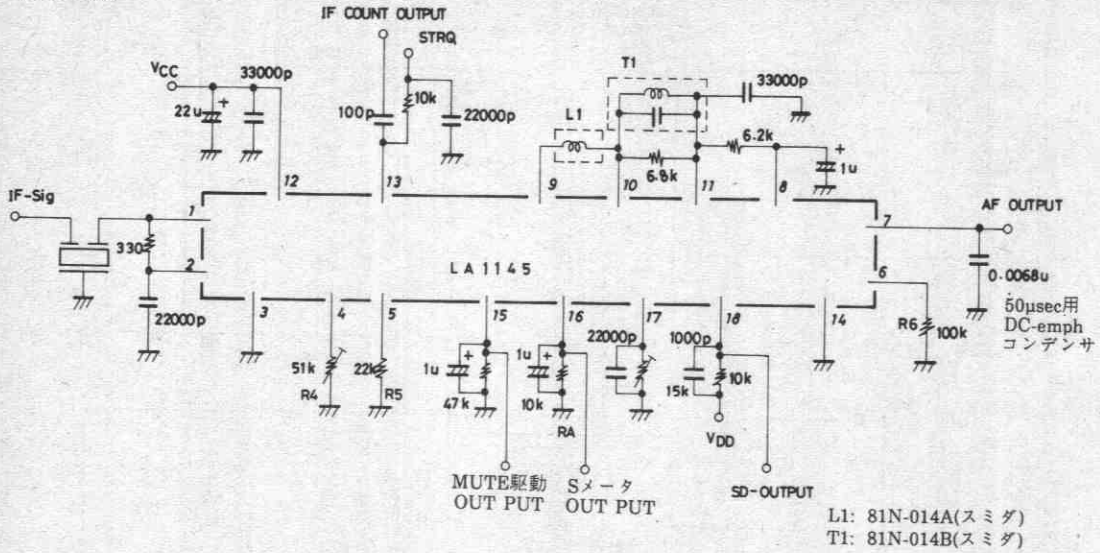 IF COUNT OUTPUT
STRQ
VCC
33000p
22u
+
100p
10k
22000p
T1
33000p
L1
6.2k
6.8k
+
1u
12
13
9
10
11
8
IF-Sig
1
330
2
22000p
LA1145
7
AF OUTPUT
6
0.0068u
50μsec用
DC-emph
コンデンサ
R6
100k
3
4
5
15
16
17
18
14
51k
R4
22k
R5
1u
+
47k
1u
+
10k
RA
22000p
1000p
15k
10k
VDD
MUTE駆動
OUT PUT
Sメータ
OUT PUT
SD-OUTPUT
L1: 81N-014A(スミダ)
T1: 81N-014B(スミダ)